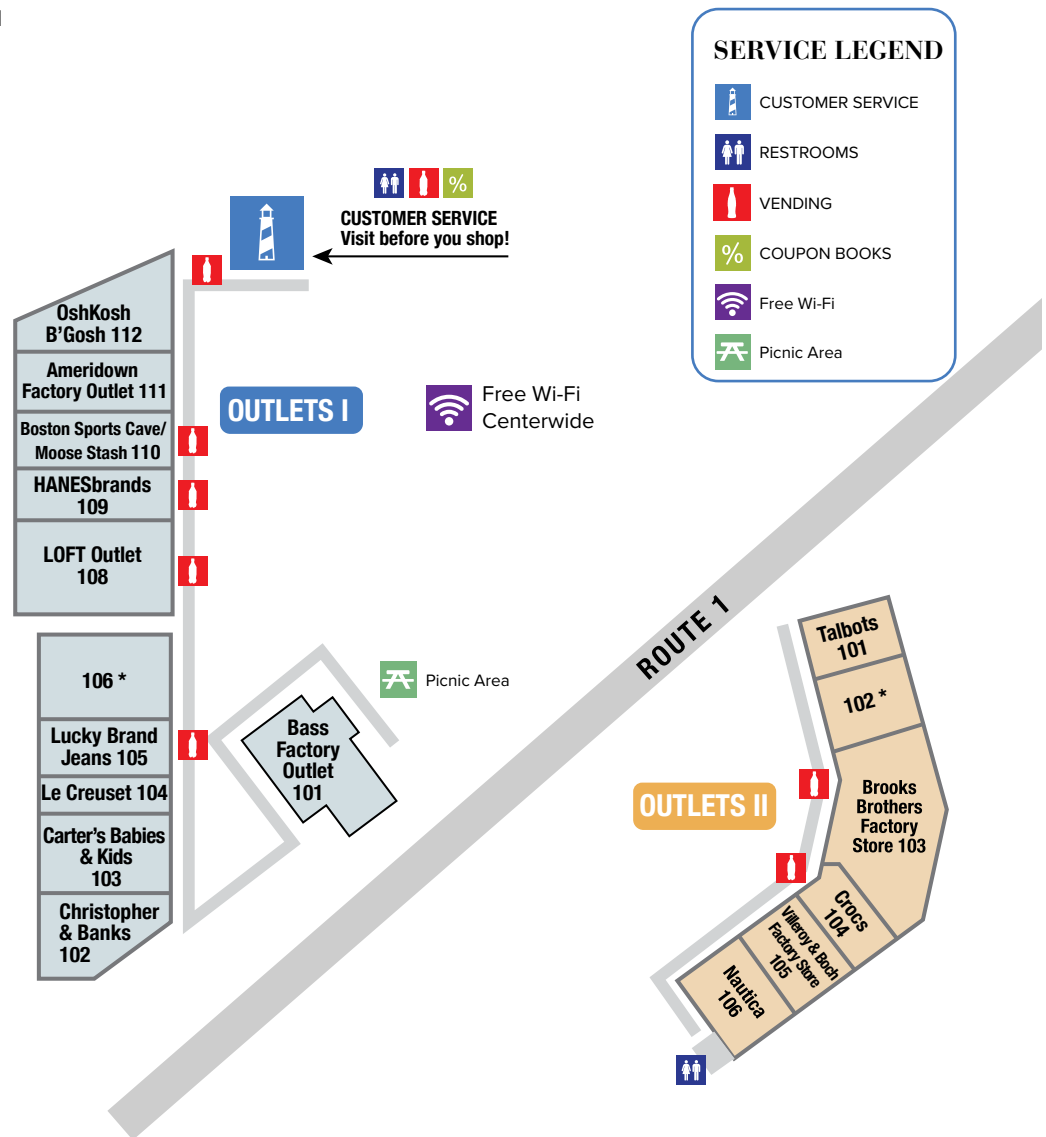 SERVICE LEGEND
CUSTOMER SERVICE
RESTROOMS
VENDING
% COUPON BOOKS
Free Wi-Fi
Picnic Area
%
CUSTOMER SERVICE
Visit before you shop!
OshKosh
B’Gosh 112
Ameridown
Factory Outlet 111
Boston Sports Cave/
Moose Stash 110
HANESbrands
109
LOFT Outlet
108
106 *
Lucky Brand
Jeans 105
Le Creuset 104
Carter’s Babies
& Kids
103
Christopher
& Banks
102
OUTLETS I
Free Wi-Fi
Centerwide
Picnic Area
Bass
Factory
Outlet
101
ROUTE 1
OUTLETS II
Talbots
101
102 *
Brooks
Brothers
Factory
Store 103
Crocs
104
Villeroy & Boch
Factory Store
105
Nautica
106